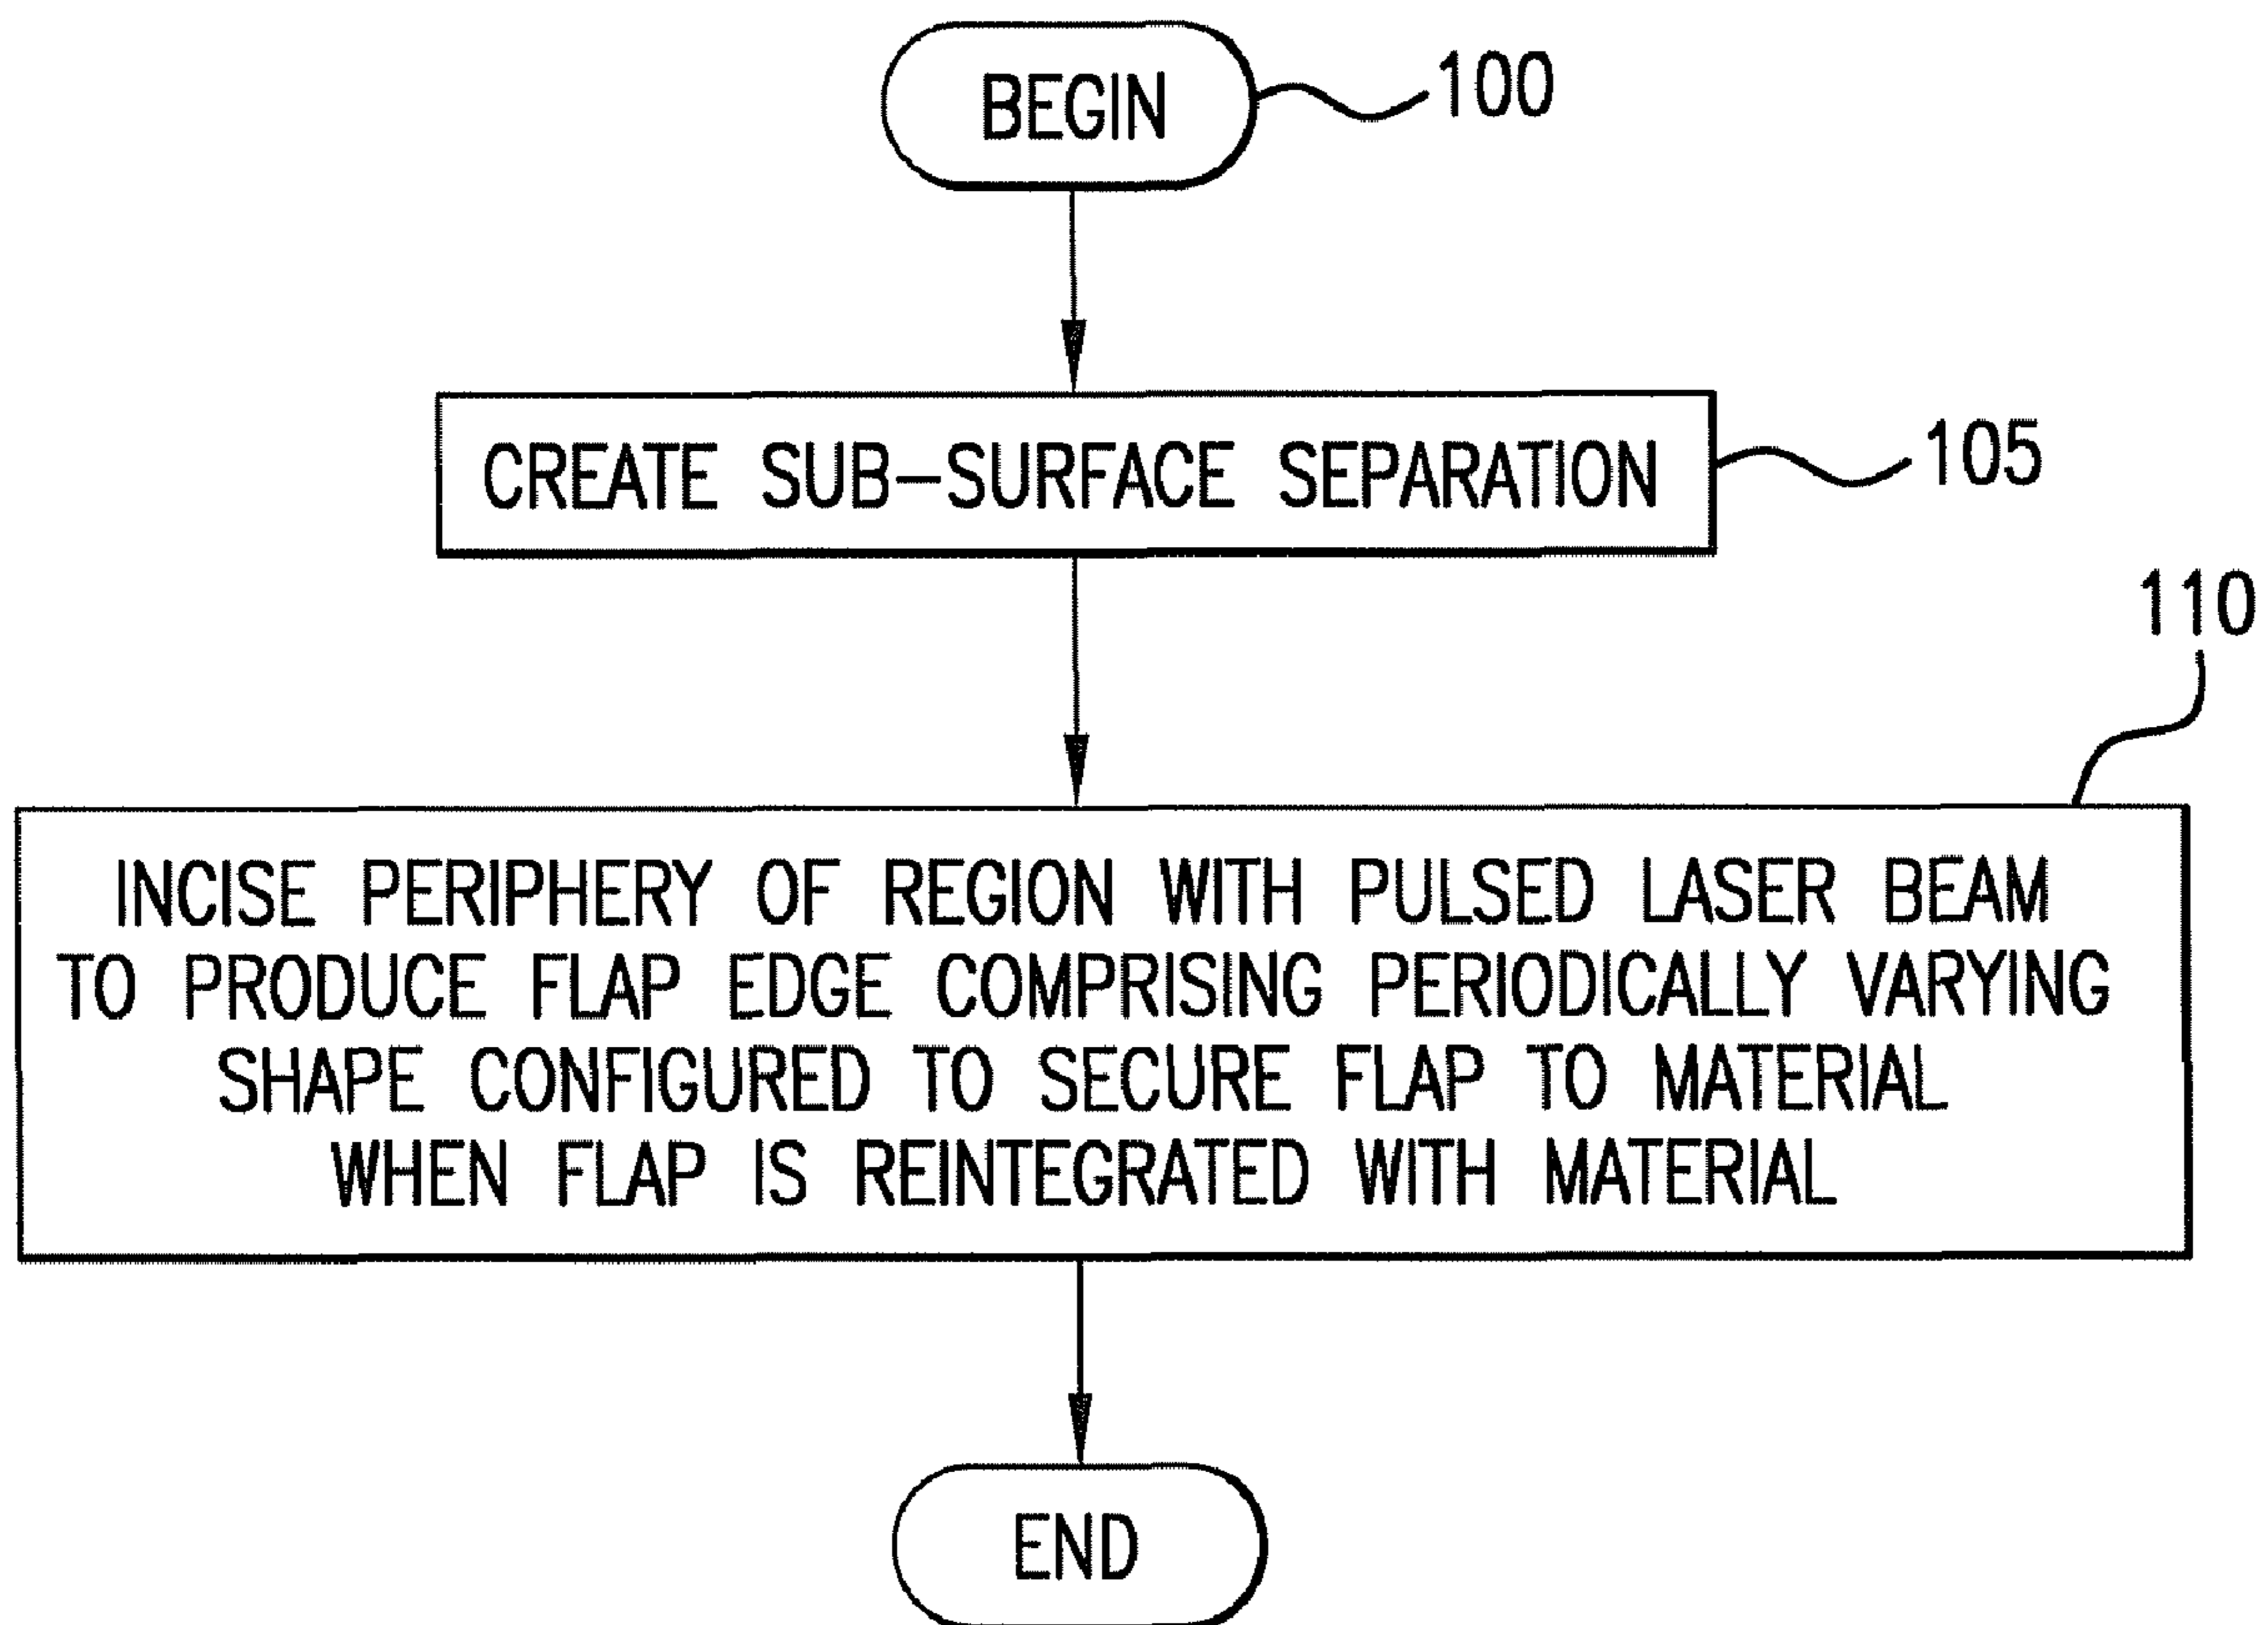 BEGIN
100
CREATE SUB-SURFACE SEPARATION
105
110
INCISE PERIPHERY OF REGION WITH PULSED LASER BEAM
TO PRODUCE FLAP EDGE COMPRISING PERIODICALLY VARYING
SHAPE CONFIGURED TO SECURE FLAP TO MATERIAL
WHEN FLAP IS REINTEGRATED WITH MATERIAL
END